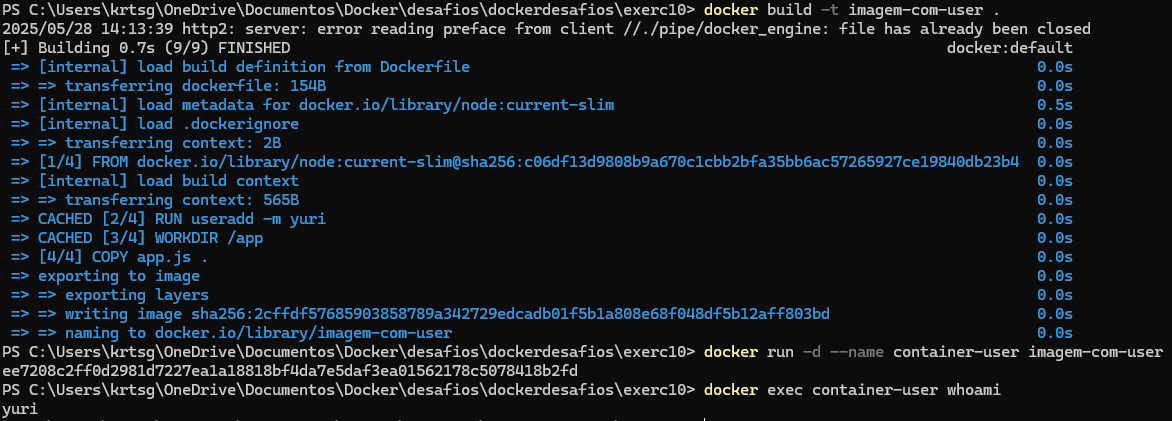 PS C:\Users\krtsg\OneDrive\Documentos\Docker\desafios\dockerdesafios\exerc10> docker build -t imagem-com-user .
2025/05/28 14:13:39 http2: server: error reading preface from client //./pipe/docker_engine: file has already been closed
[+] Building 0.7s (9/9) FINISHED docker:default
=> [internal] load build definition from Dockerfile 0.0s
=> => transferring dockerfile: 154B 0.0s
=> [internal] load metadata for docker.io/library/node:current-slim 0.5s
=> [internal] load .dockerignore 0.0s
=> => transferring context: 2B 0.0s
=> [1/4] FROM docker.io/library/node:current-slim@sha256:c06df13d9808b9a670c1cbb2bfa35bb6ac57265927ce19840db23b4 0.0s
=> [internal] load build context 0.0s
=> => transferring context: 565B 0.0s
=> CACHED [2/4] RUN useradd -m yuri 0.0s
=> CACHED [3/4] WORKDIR /app 0.0s
=> [4/4] COPY app.js . 0.0s
=> exporting to image 0.0s
=> => exporting layers 0.0s
=> => writing image sha256:2cffdf57685903858789a342729edcadb01f5b1a808e68f048df5b12aff803bd 0.0s
=> => naming to docker.io/library/imagem-com-user 0.0s
PS C:\Users\krtsg\OneDrive\Documentos\Docker\desafios\dockerdesafios\exerc10> docker run -d --name container-user imagem-com-user
ee7208c2ff0d2981d7227ea1a18818bf4da7e5daf3ea01562178c5078418b2fd
PS C:\Users\krtsg\OneDrive\Documentos\Docker\desafios\dockerdesafios\exerc10> docker exec container-user whoami
yuri